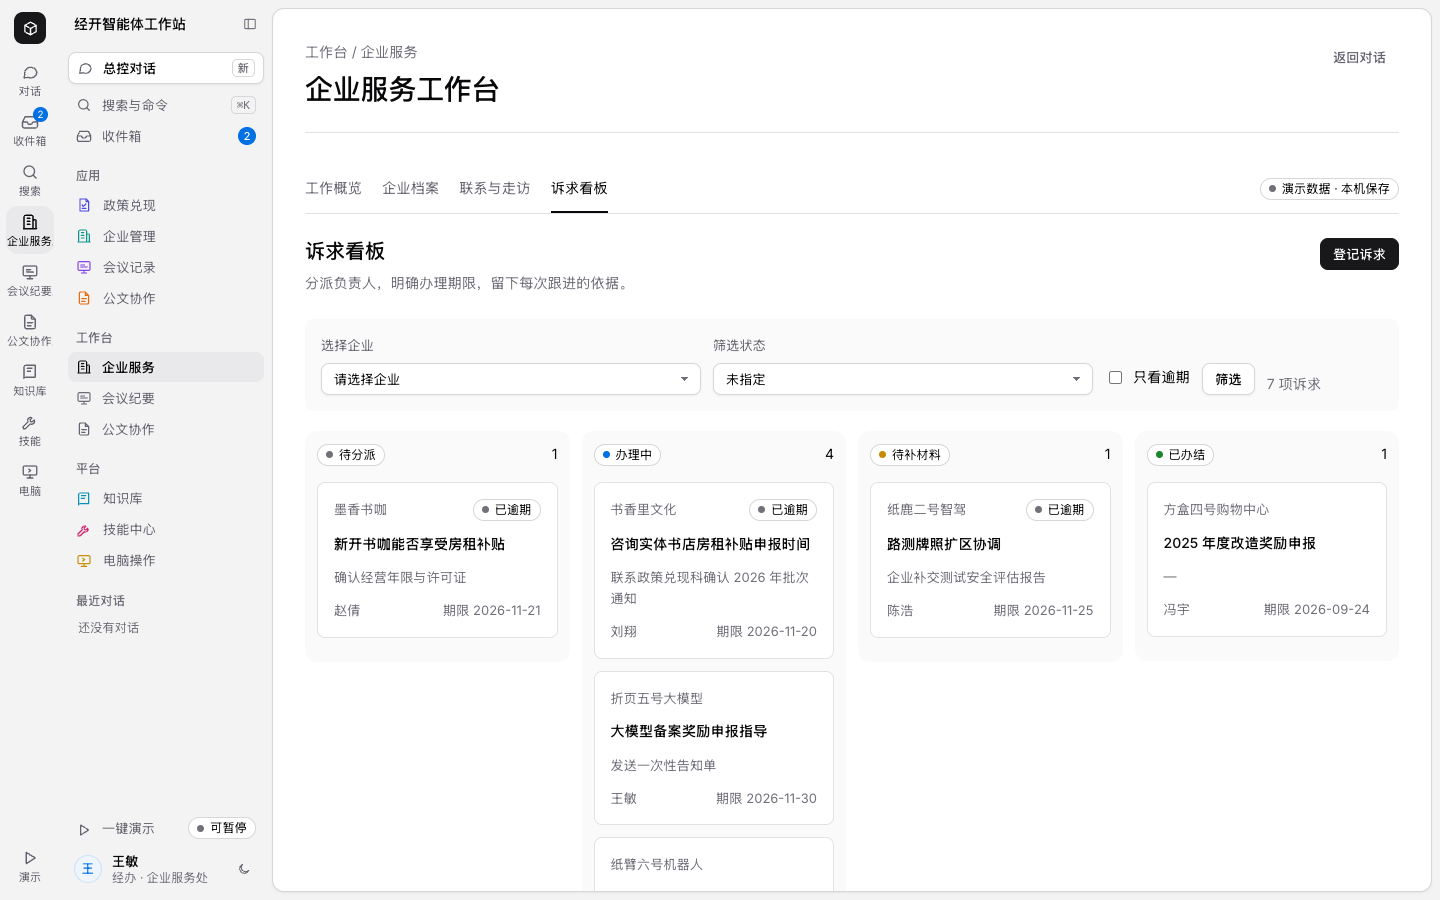 对话
2
收件箱
搜索
企业服务
会议纪要
公文协作
知识库
技能
电脑
演示
经开智能体工作站
总控对话 新
搜索与命令 ⌘K
收件箱 2
应用
政策兑现
企业管理
会议记录
公文协作
工作台
企业服务
会议纪要
公文协作
平台
知识库
技能中心
电脑操作
最近对话
还没有对话
一键演示 可暂停
王 王敏
经办 · 企业服务处
工作台 / 企业服务
返回对话
企业服务工作台
工作概览 企业档案 联系与走访 诉求看板
演示数据 · 本机保存
诉求看板
登记诉求
分派负责人，明确办理期限，留下每次跟进的依据。
选择企业
请选择企业
筛选状态
未指定
只看逾期
筛选
7 项诉求
待分派 1
墨香书咖 已逾期
新开书咖能否享受房租补贴
确认经营年限与许可证
赵倩 期限 2026-11-21
办理中 4
书香里文化 已逾期
咨询实体书店房租补贴申报时间
联系政策兑现科确认 2026 年批次
通知
刘翔 期限 2026-11-20
折页五号大模型
大模型备案奖励申报指导
发送一次性告知单
王敏 期限 2026-11-30
纸臂六号机器人
待补材料 1
纸鹿二号智驾 已逾期
路测牌照扩区协调
企业补交测试安全评估报告
陈浩 期限 2026-11-25
已办结 1
方盒四号购物中心
2025 年度改造奖励申报
—
冯宇 期限 2026-09-24